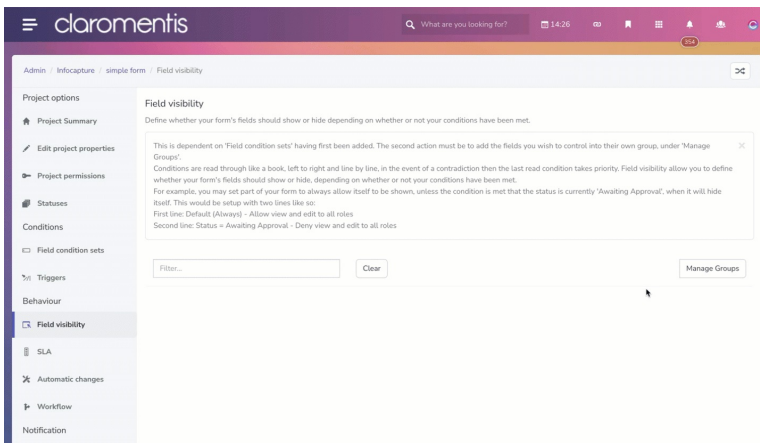 claromentis
What are you looking for?
14:26
354
Admin / Infocapture / simple form / Field visibility
Project options
Project Summary
Edit project properties
Project permissions
Statuses
Conditions
Field condition sets
Triggers
Behaviour
Field visibility
SLA
Automatic changes
Workflow
Notification
Field visibility
Define whether your form's fields should show or hide depending on whether or not your conditions have been met.
This is dependent on 'Field condition sets' having first been added. The second action must be to add the fields you wish to control into their own group, under 'Manage
Groups'.
Conditions are read through like a book, left to right and line by line, in the event of a contradiction then the last read condition takes priority. Field visibility allow you to define
whether your form's fields should show or hide, depending on whether or not your conditions have been met.
For example, you may set part of your form to always allow itself to be shown, unless the condition is met that the status is currently 'Awaiting Approval', when it will hide
itself. This would be setup with two lines like so:
First line: Default (Always) - Allow view and edit to all roles
Second line: Status = Awaiting Approval - Deny view and edit to all roles
Filter...
Clear
Manage Groups